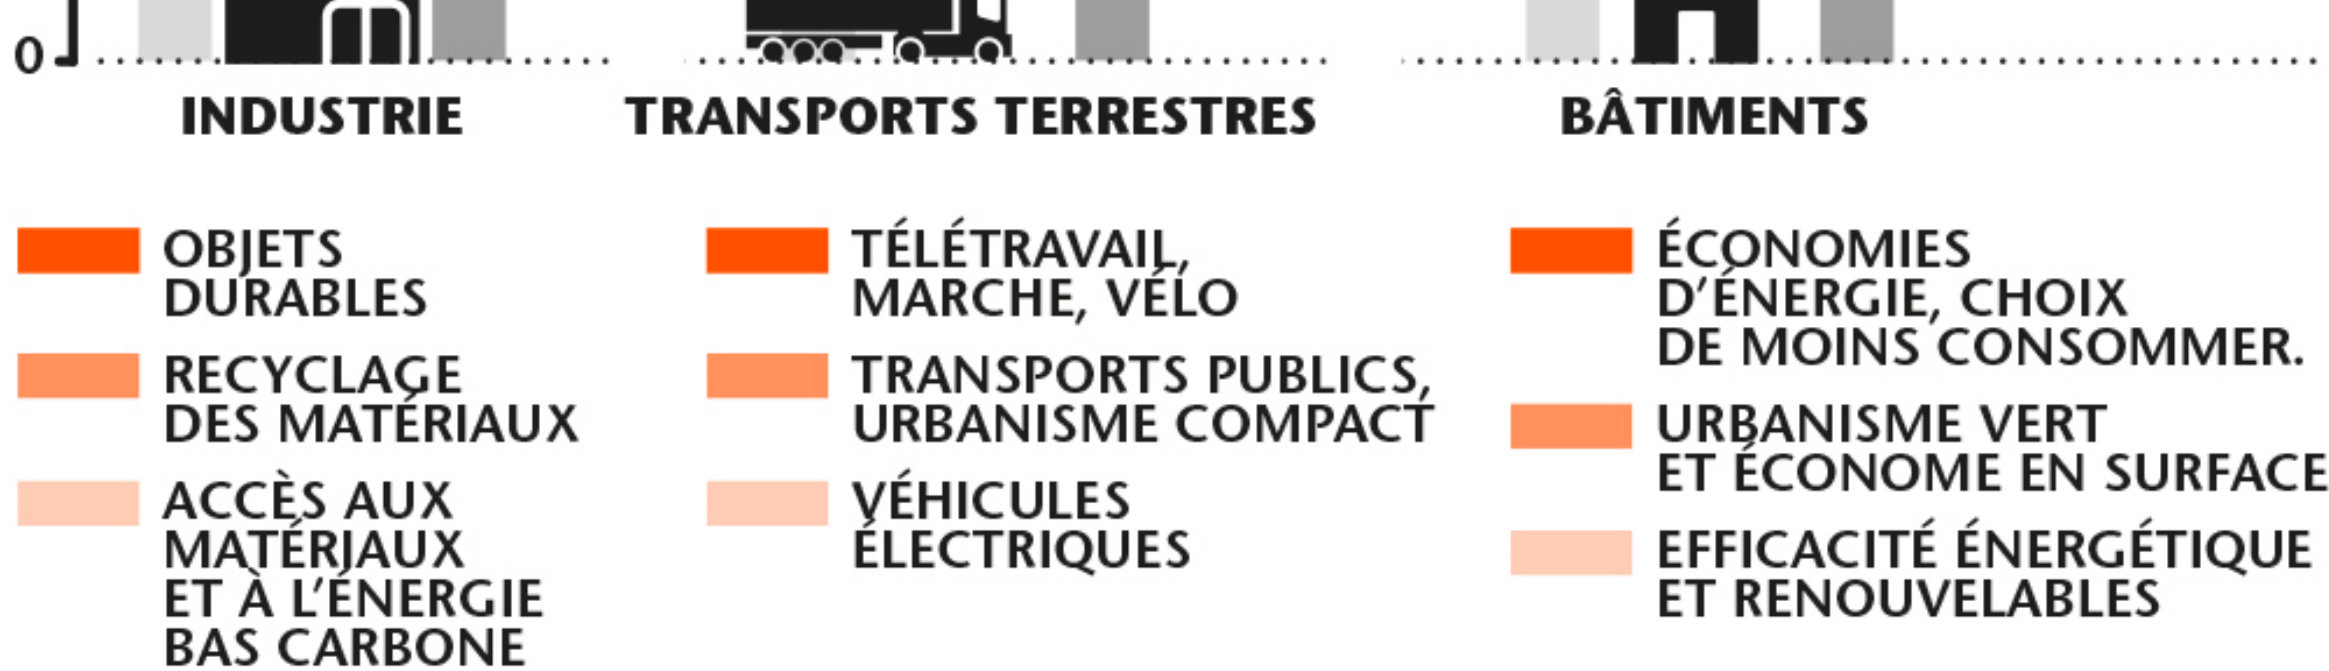 0
INDUSTRIE
TRANSPORTS TERRESTRES
BÂTIMENTS
OBJETS
DURABLES
RECYCLAGE
DES MATÉRIAUX
ACCÈS AUX
MATÉRIAUX
ET À L'ÉNERGIE
BAS CARBONE
TÉLÉTRAVAIL,
MARCHE, VÉLO
TRANSPORTS PUBLICS,
URBANISME COMPACT
VÉHICULES
ÉLECTRIQUES
ÉCONOMIES
D'ÉNERGIE, CHOIX
DE MOINS CONSOMMER.
URBANISME VERT
ET ÉCONOME EN SURFACE
EFFICACITÉ ÉNERGÉTIQUE
ET RENOUVELABLES